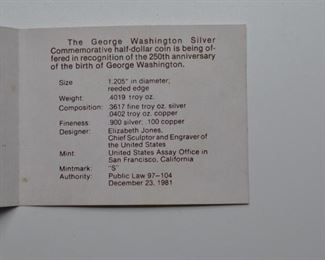 The George Washington Silver
Commemorative half-dollar coin is being of-
fered in recognition of the 250th anniversary
of the birth of George Washington.
Size 1.205" in diameter;
reeded edge
Weight: .4019 troy oz.
Composition: .3617 fine troy oz. silver
.0402 troy oz. copper
Fineness: .900 silver; .100 copper
Designer: Elizabeth Jones,
Chief Sculptor and Engraver of
the United States
Mint: United States Assay Office in
San Francisco, California
Mintmark: "S"
Authority: Public Law 97-104
December 23, 1981